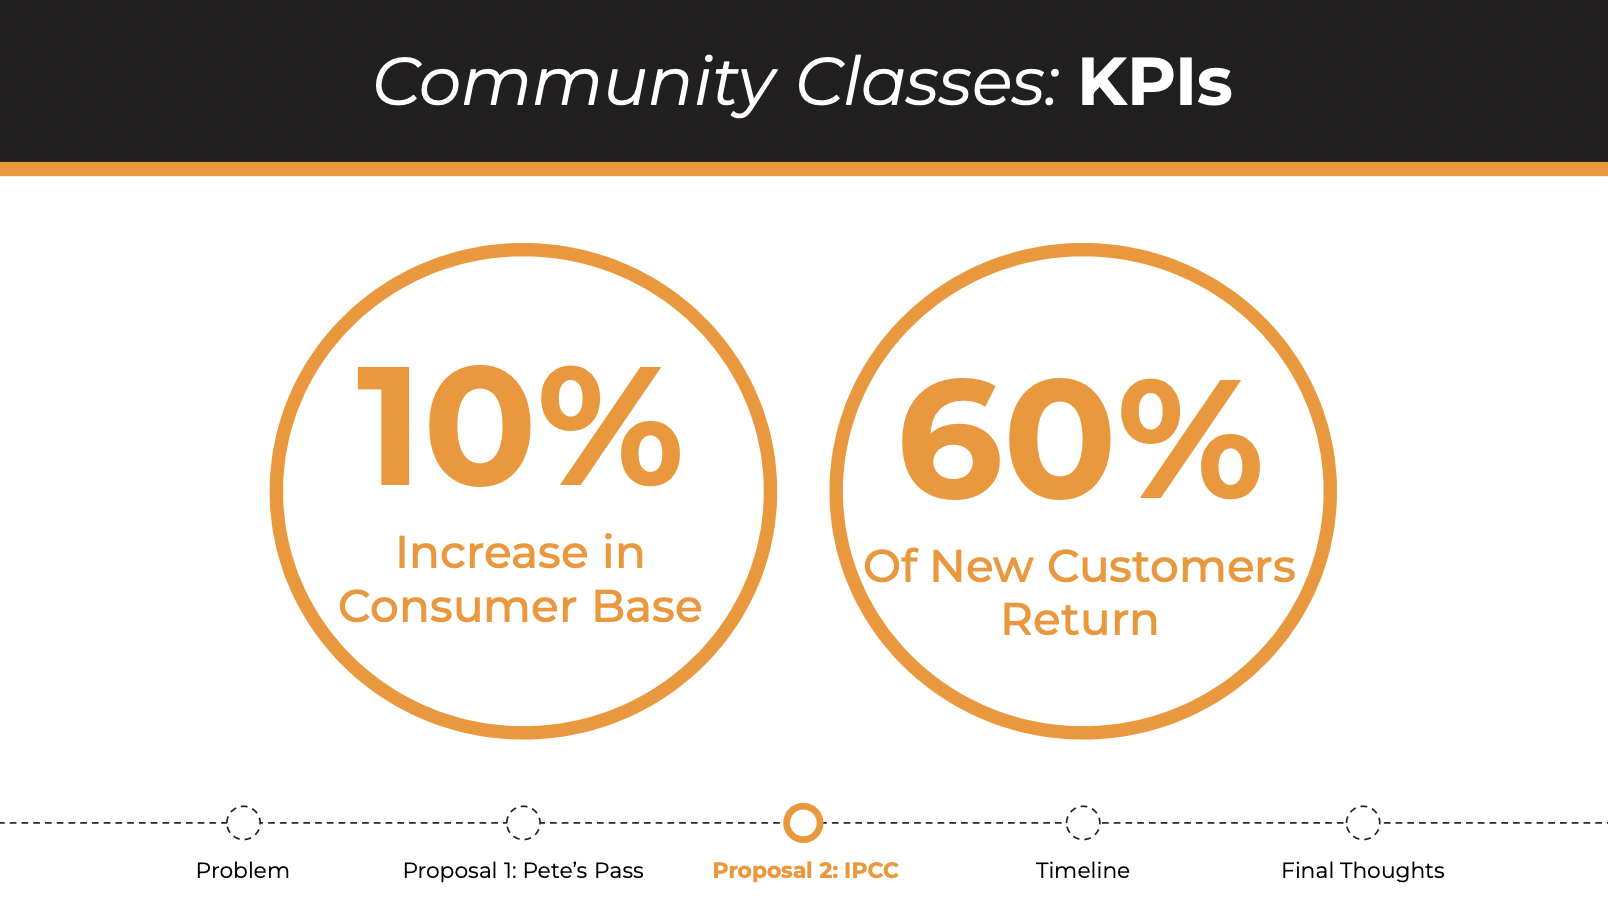 Community Classes: KPIs
10%
Increase in
Consumer Base
60%
Of New Customers
Return
Problem
Proposal 1: Pete’s Pass
Proposal 2: IPCC
Timeline
Final Thoughts